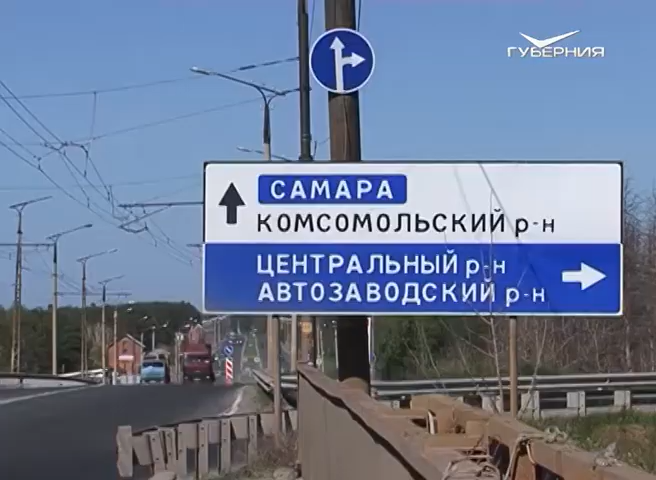 ГУБЕРНИЯ
САМАРА
КОМСОМОЛЬСКИЙ р-н
ЦЕНТРАЛЬНЫЙ р-н
АВТОЗАВОДСКИЙ р-н